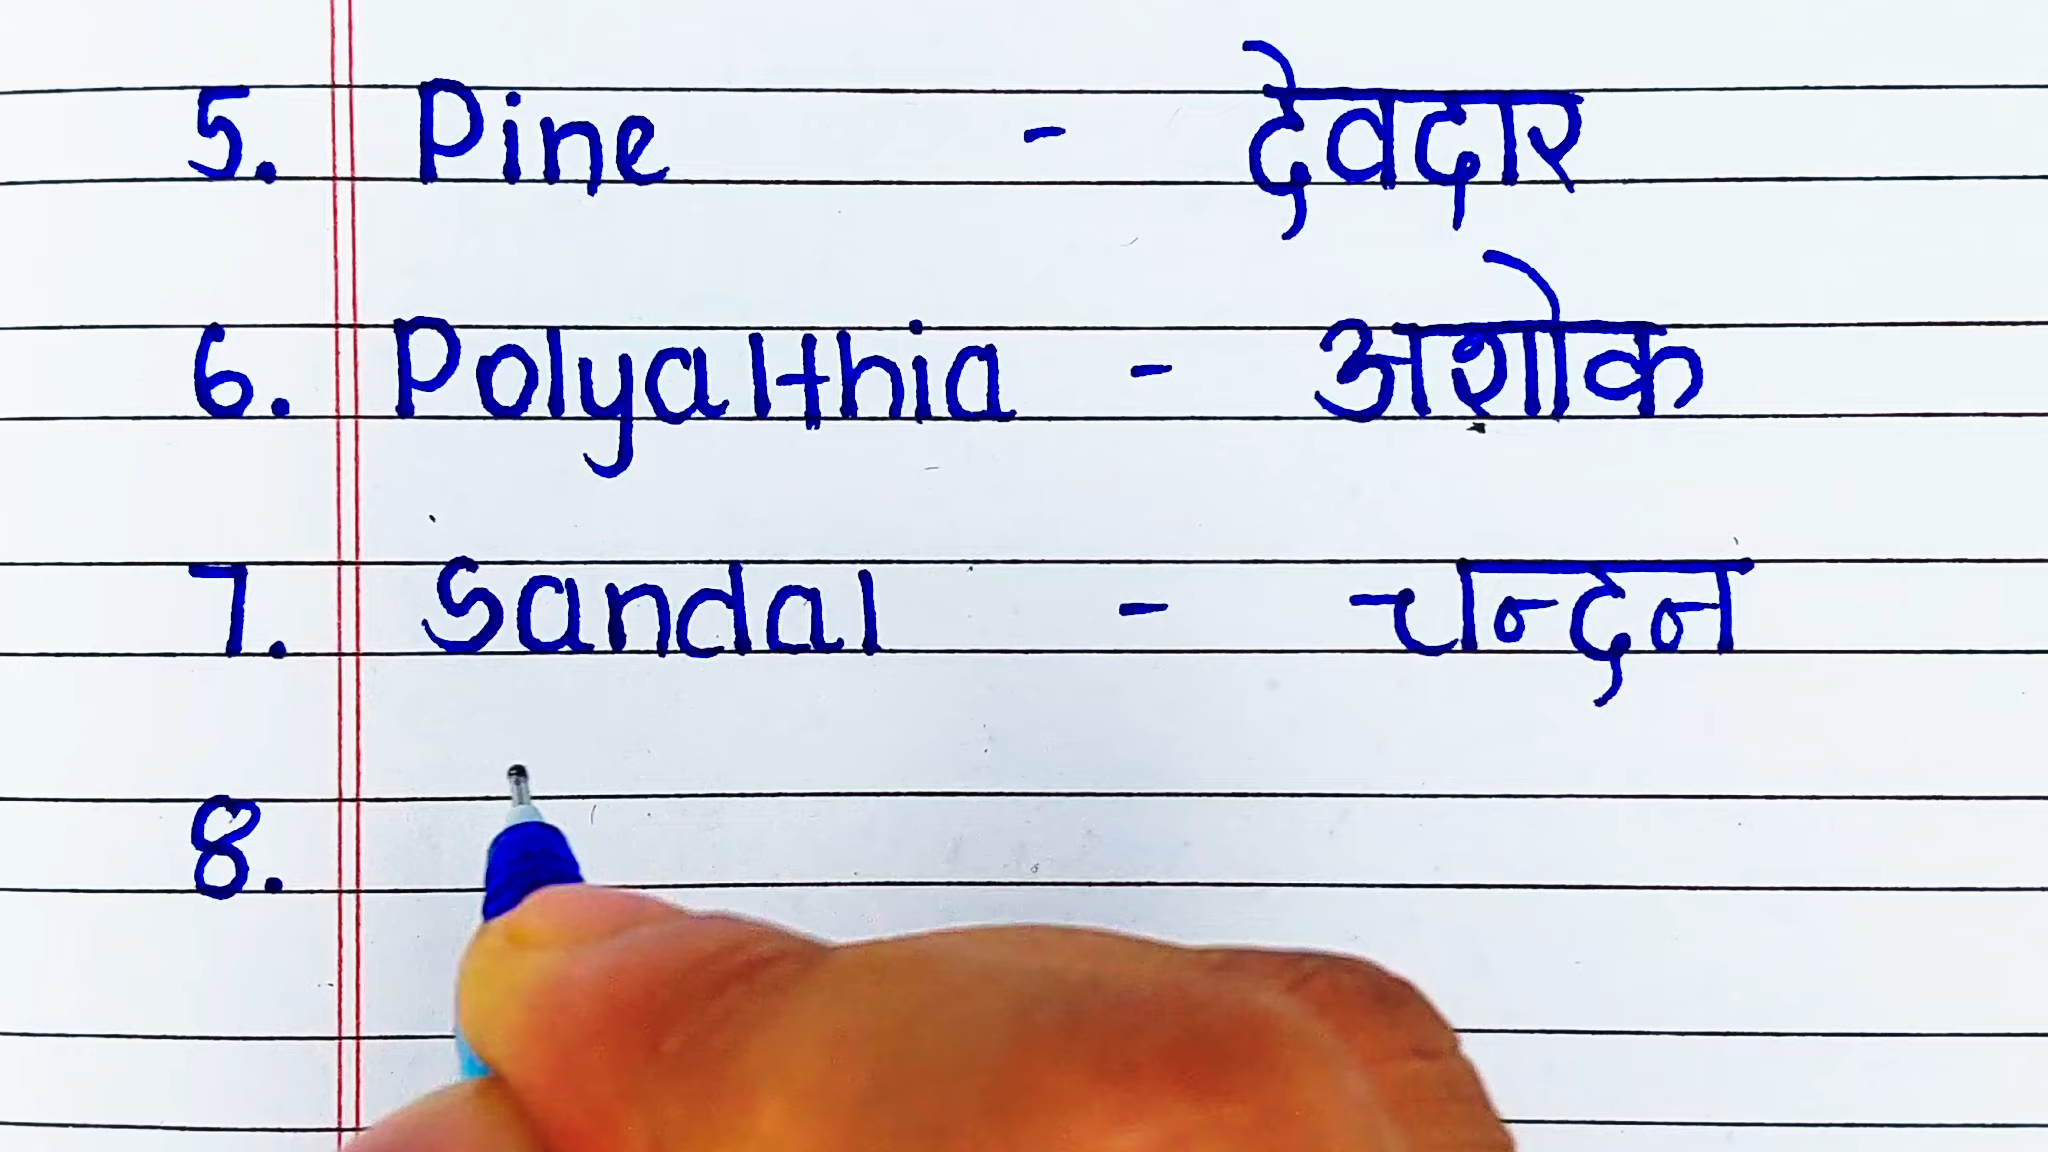 5. Pine - देवदार
6. Polyalthia - अशोक
7. Sandal - चन्दन
8.